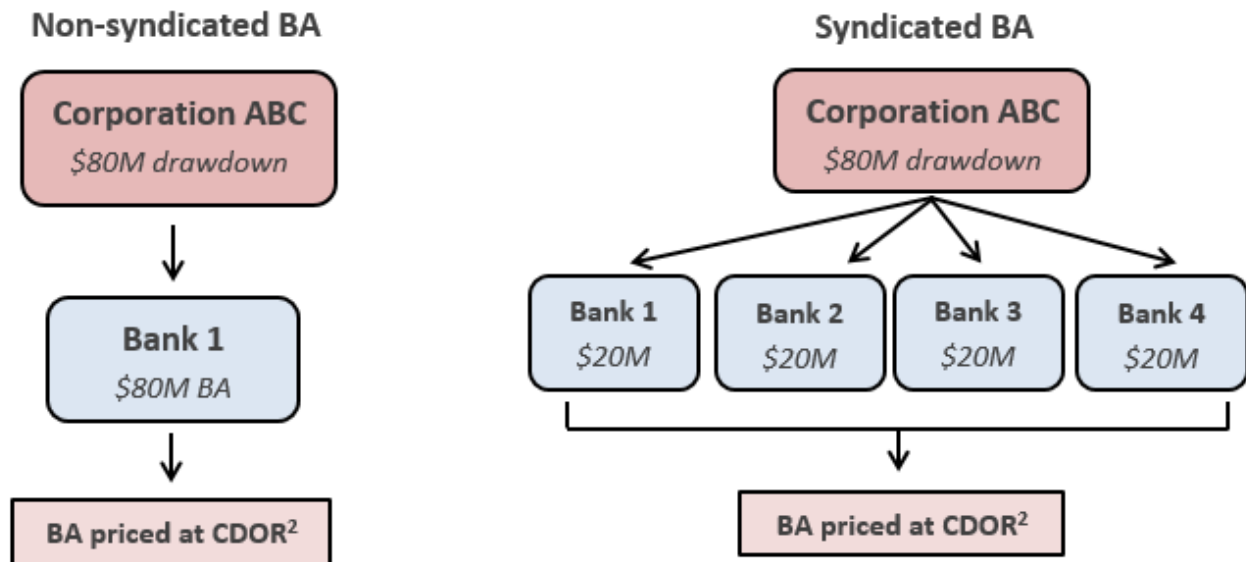 Non-syndicated BA
Corporation ABC
$80M drawdown
Bank 1
$80M BA
BA priced at CDOR²
Syndicated BA
Corporation ABC
$80M drawdown
Bank 1
$20M
Bank 2
$20M
Bank 3
$20M
Bank 4
$20M
BA priced at CDOR²